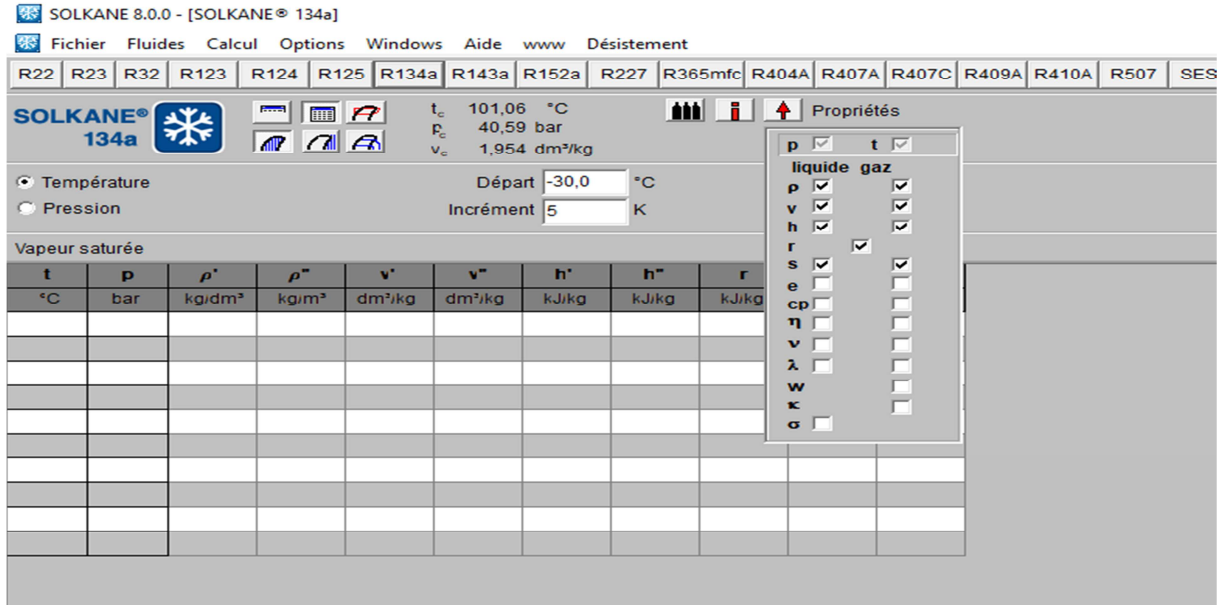 SOLKANE 8.0.0 - [SOLKANE® 134a]
Fichier Fluides Calcul Options Windows Aide www Désistement
R22 R23 R32 R123 R124 R125 R134a R143a R152a R227 R365mfc R404A R407A R407C R409A R410A R507 SES
SOLKANE® 134a
tc 101,06 °C
pc 40,59 bar
vc 1,954 dm³/kg
Propriétés
p t
liquide gaz
ρ
v
h
r
s
e
cp
η
ν
λ
w
κ
σ
Température
Pression
Départ -30,0 °C
Incrément 5 K
Vapeur saturée
t p ρ' ρ" v' v" h' h" r
°C bar kg/dm³ kg/m³ dm³/kg dm³/kg kJ/kg kJ/kg kJ/kg